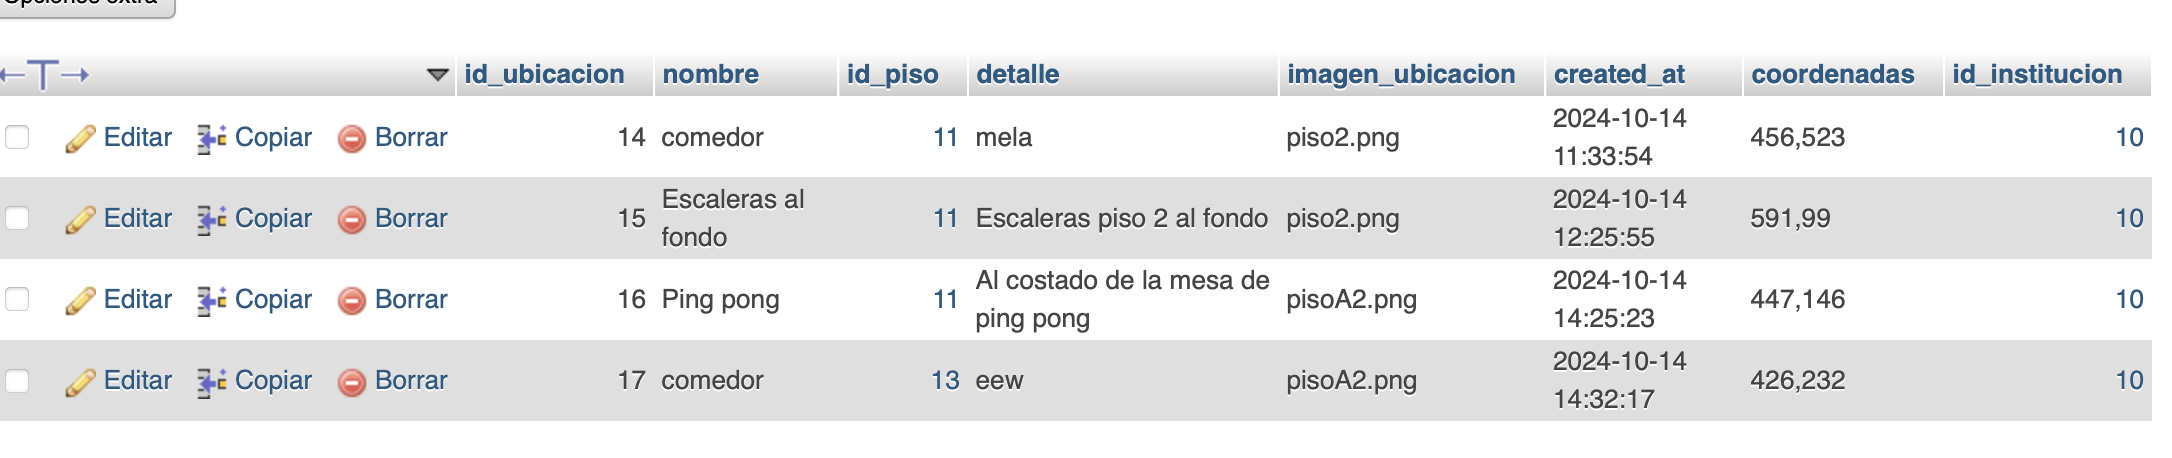 Opciones extra
←T→ id_ubicacion nombre id_piso detalle imagen_ubicacion created_at coordenadas id_institucion
Editar Copiar Borrar 14 comedor 11 mela piso2.png 2024-10-14 11:33:54 456,523 10
Editar Copiar Borrar 15 Escaleras al fondo 11 Escaleras piso 2 al fondo piso2.png 2024-10-14 12:25:55 591,99 10
Editar Copiar Borrar 16 Ping pong 11 Al costado de la mesa de ping pong pisoA2.png 2024-10-14 14:25:23 447,146 10
Editar Copiar Borrar 17 comedor 13 eew pisoA2.png 2024-10-14 14:32:17 426,232 10